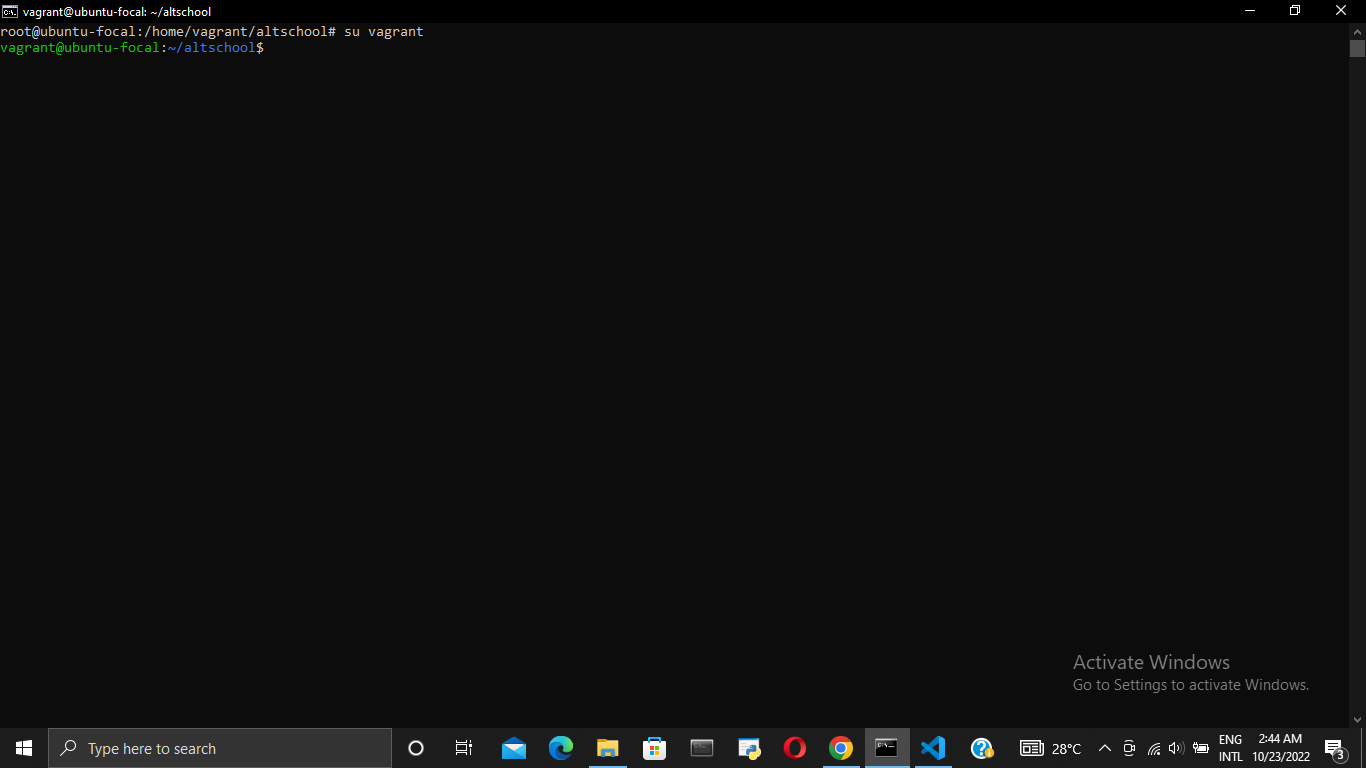 vagrant@ubuntu-focal: ~/altschool
root@ubuntu-focal:/home/vagrant/altschool# su vagrant
vagrant@ubuntu-focal:~/altschool$
Activate Windows
Go to Settings to activate Windows.
Type here to search
28°C
ENG
INTL
2:44 AM
10/23/2022
3